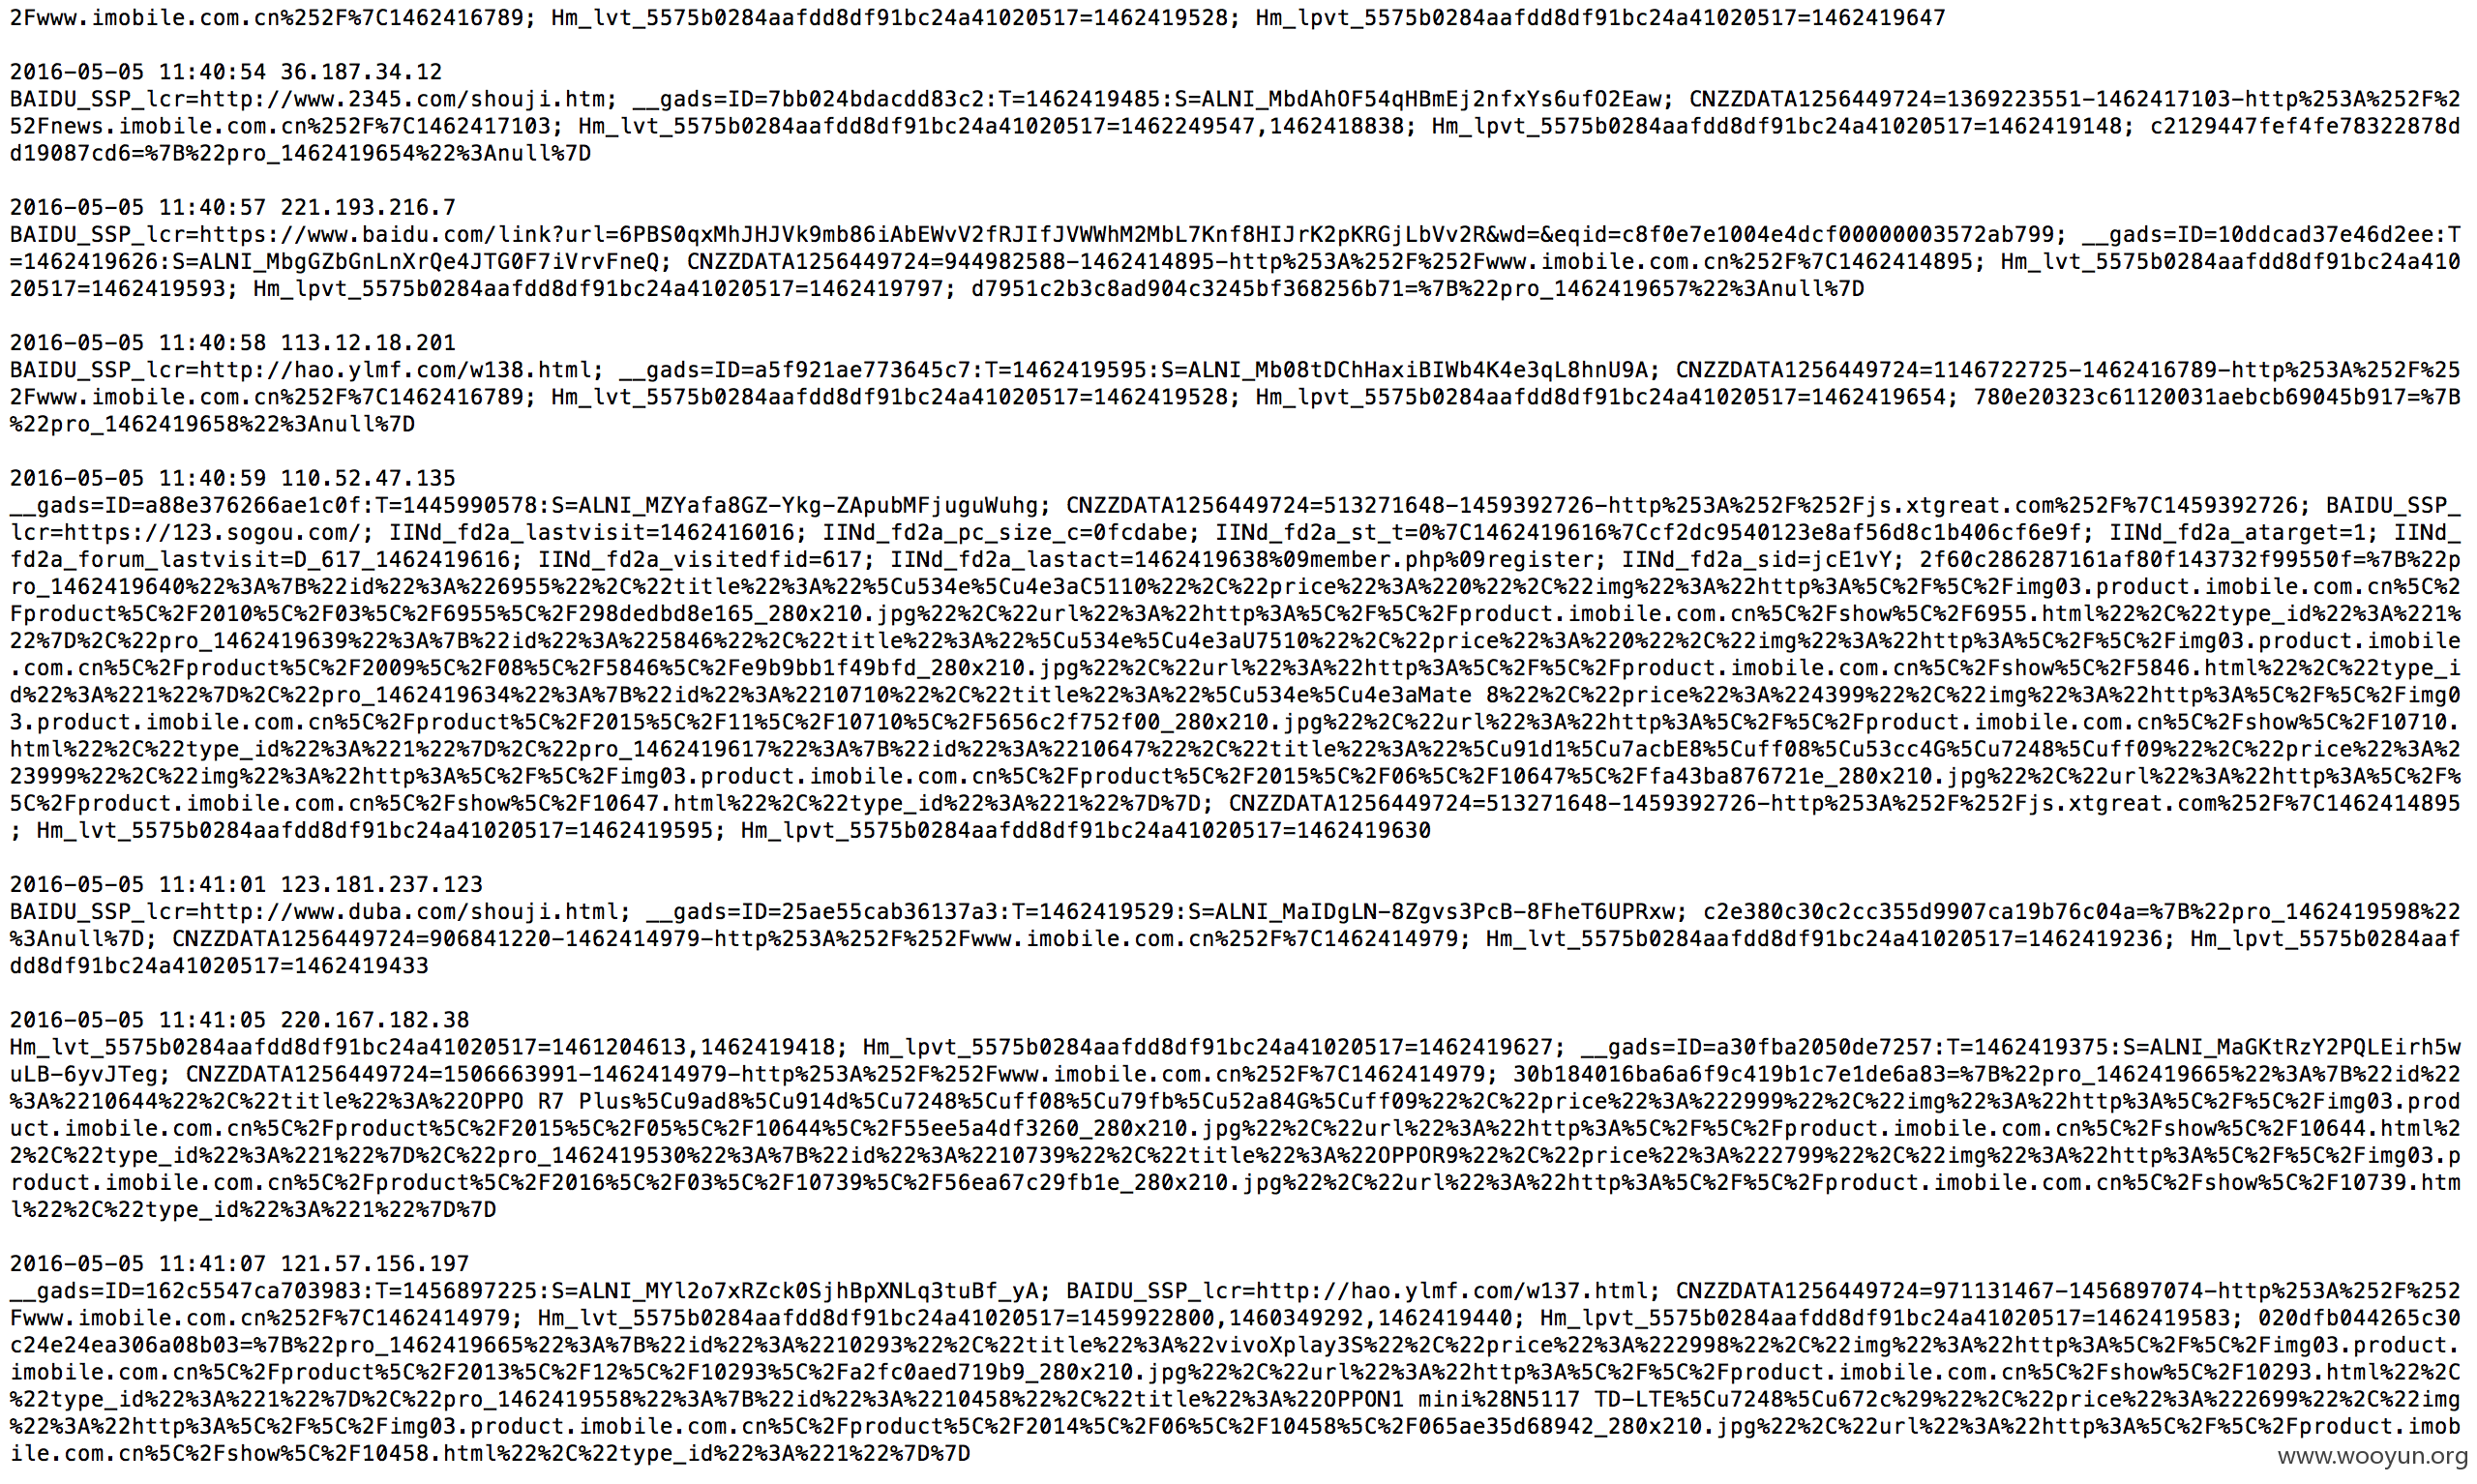 2Fwww.imobile.com.cn%252F%7C1462416789; Hm_lvt_5575b0284aafdd8df91bc24a41020517=1462419528; Hm_lpvt_5575b0284aafdd8df91bc24a41020517=1462419647
2016-05-05 11:40:54 36.187.34.12
BAIDU_SSP_lcr=http://www.2345.com/shouji.htm; __gads=ID=7bb024bdacdd83c2:T=1462419485:S=ALNI_MbdAhOF54qHBmEj2nfxYs6ufO2Eaw; CNZZDATA1256449724=1369223551-1462417103-http%253A%252F%2
52Fnews.imobile.com.cn%252F%7C1462417103; Hm_lvt_5575b0284aafdd8df91bc24a41020517=1462249547,1462418838; Hm_lpvt_5575b0284aafdd8df91bc24a41020517=1462419148; c2129447fef4fe78322878d
d19087cd6=%7B%22pro_1462419654%22%3Anull%7D
2016-05-05 11:40:57 221.193.216.7
BAIDU_SSP_lcr=https://www.baidu.com/link?url=6PBS0qxMhJHJVk9mb86iAbEWvV2fRJIfJVWWhM2MbL7Knf8HIJrK2pKRGjLbVv2R&wd=&eqid=c8f0e7e1004e4dcf00000003572ab799; __gads=ID=10ddcad37e46d2ee:T
=1462419626:S=ALNI_MbgGZbGnLnXrQe4JTG0F7iVrvFneQ; CNZZDATA1256449724=944982588-1462414895-http%253A%252F%252Fwww.imobile.com.cn%252F%7C1462414895; Hm_lvt_5575b0284aafdd8df91bc24a410
20517=1462419593; Hm_lpvt_5575b0284aafdd8df91bc24a41020517=1462419797; d7951c2b3c8ad904c3245bf368256b71=%7B%22pro_1462419657%22%3Anull%7D
2016-05-05 11:40:58 113.12.18.201
BAIDU_SSP_lcr=http://hao.ylmf.com/w138.html; __gads=ID=a5f921ae773645c7:T=1462419595:S=ALNI_Mb08tDChHaxiBIWb4K4e3qL8hnU9A; CNZZDATA1256449724=1146722725-1462416789-http%253A%252F%25
2Fwww.imobile.com.cn%252F%7C1462416789; Hm_lvt_5575b0284aafdd8df91bc24a41020517=1462419528; Hm_lpvt_5575b0284aafdd8df91bc24a41020517=1462419654; 780e20323c61120031aebcb69045b917=%7B
%22pro_1462419658%22%3Anull%7D
2016-05-05 11:40:59 110.52.47.135
__gads=ID=a88e376266ae1c0f:T=1445990578:S=ALNI_MZYafa8GZ-Ykg-ZApubMFjuguWuhg; CNZZDATA1256449724=513271648-1459392726-http%253A%252F%252Fjs.xtgreat.com%252F%7C1459392726; BAIDU_SSP_
lcr=https://123.sogou.com/; IINd_fd2a_lastvisit=1462416016; IINd_fd2a_pc_size_c=0fcdabe; IINd_fd2a_st_t=0%7C1462419616%7Ccf2dc9540123e8af56d8c1b406cf6e9f; IINd_fd2a_atarget=1; IINd_
fd2a_forum_lastvisit=D_617_1462419616; IINd_fd2a_visitedfid=617; IINd_fd2a_lastact=1462419638%09member.php%09register; IINd_fd2a_sid=jcE1vY; 2f60c286287161af80f143732f99550f=%7B%22p
ro_1462419640%22%3A%7B%22id%22%3A%226955%22%2C%22title%22%3A%22%5Cu534e%5Cu4e3aC5110%22%2C%22price%22%3A%220%22%2C%22img%22%3A%22http%3A%5C%2F%5C%2Fimg03.product.imobile.com.cn%5C%2
Fproduct%5C%2F2010%5C%2F03%5C%2F6955%5C%2F298dedbd8e165_280x210.jpg%22%2C%22url%22%3A%22http%3A%5C%2F%5C%2Fproduct.imobile.com.cn%5C%2Fshow%5C%2F6955.html%22%2C%22type_id%22%3A%221%
22%7D%2C%22pro_1462419639%22%3A%7B%22id%22%3A%225846%22%2C%22title%22%3A%22%5Cu534e%5Cu4e3aU7510%22%2C%22price%22%3A%220%22%2C%22img%22%3A%22http%3A%5C%2F%5C%2Fimg03.product.imobile
.com.cn%5C%2Fproduct%5C%2F2009%5C%2F08%5C%2F5846%5C%2Fe9b9bb1f49bfd_280x210.jpg%22%2C%22url%22%3A%22http%3A%5C%2F%5C%2Fproduct.imobile.com.cn%5C%2Fshow%5C%2F5846.html%22%2C%22type_i
d%22%3A%221%22%7D%2C%22pro_1462419634%22%3A%7B%22id%22%3A%2210710%22%2C%22title%22%3A%22%5Cu534e%5Cu4e3aMate 8%22%2C%22price%22%3A%224399%22%2C%22img%22%3A%22http%3A%5C%2F%5C%2Fimg0
3.product.imobile.com.cn%5C%2Fproduct%5C%2F2015%5C%2F11%5C%2F10710%5C%2F5656c2f752f00_280x210.jpg%22%2C%22url%22%3A%22http%3A%5C%2F%5C%2Fproduct.imobile.com.cn%5C%2Fshow%5C%2F10710.
html%22%2C%22type_id%22%3A%221%22%7D%2C%22pro_1462419617%22%3A%7B%22id%22%3A%2210647%22%2C%22title%22%3A%22%5Cu91d1%5Cu7acbE8%5Cuff08%5Cu53cc4G%5Cu7248%5Cuff09%22%2C%22price%22%3A%2
23999%22%2C%22img%22%3A%22http%3A%5C%2F%5C%2Fimg03.product.imobile.com.cn%5C%2Fproduct%5C%2F2015%5C%2F06%5C%2F10647%5C%2Ffa43ba876721e_280x210.jpg%22%2C%22url%22%3A%22http%3A%5C%2F%
5C%2Fproduct.imobile.com.cn%5C%2Fshow%5C%2F10647.html%22%2C%22type_id%22%3A%221%22%7D%7D; CNZZDATA1256449724=513271648-1459392726-http%253A%252F%252Fjs.xtgreat.com%252F%7C1462414895
; Hm_lvt_5575b0284aafdd8df91bc24a41020517=1462419595; Hm_lpvt_5575b0284aafdd8df91bc24a41020517=1462419630
2016-05-05 11:41:01 123.181.237.123
BAIDU_SSP_lcr=http://www.duba.com/shouji.html; __gads=ID=25ae55cab36137a3:T=1462419529:S=ALNI_MaIDgLN-8Zgvs3PcB-8FheT6UPRxw; c2e380c30c2cc355d9907ca19b76c04a=%7B%22pro_1462419598%22
%3Anull%7D; CNZZDATA1256449724=906841220-1462414979-http%253A%252F%252Fwww.imobile.com.cn%252F%7C1462414979; Hm_lvt_5575b0284aafdd8df91bc24a41020517=1462419236; Hm_lpvt_5575b0284aaf
dd8df91bc24a41020517=1462419433
2016-05-05 11:41:05 220.167.182.38
Hm_lvt_5575b0284aafdd8df91bc24a41020517=1461204613,1462419418; Hm_lpvt_5575b0284aafdd8df91bc24a41020517=1462419627; __gads=ID=a30fba2050de7257:T=1462419375:S=ALNI_MaGKtRzY2PQLEirh5w
uLB-6yvJTeg; CNZZDATA1256449724=1506663991-1462414979-http%253A%252F%252Fwww.imobile.com.cn%252F%7C1462414979; 30b184016ba6a6f9c419b1c7e1de6a83=%7B%22pro_1462419665%22%3A%7B%22id%22
%3A%2210644%22%2C%22title%22%3A%22OPPO R7 Plus%5Cu9ad8%5Cu914d%5Cu7248%5Cuff08%5Cu79fb%5Cu52a84G%5Cuff09%22%2C%22price%22%3A%222999%22%2C%22img%22%3A%22http%3A%5C%2F%5C%2Fimg03.prod
uct.imobile.com.cn%5C%2Fproduct%5C%2F2015%5C%2F05%5C%2F10644%5C%2F55ee5a4df3260_280x210.jpg%22%2C%22url%22%3A%22http%3A%5C%2F%5C%2Fproduct.imobile.com.cn%5C%2Fshow%5C%2F10644.html%2
2%2C%22type_id%22%3A%221%22%7D%2C%22pro_1462419530%22%3A%7B%22id%22%3A%2210739%22%2C%22title%22%3A%22OPPOR9%22%2C%22price%22%3A%222799%22%2C%22img%22%3A%22http%3A%5C%2F%5C%2Fimg03.p
roduct.imobile.com.cn%5C%2Fproduct%5C%2F2016%5C%2F03%5C%2F10739%5C%2F56ea67c29fb1e_280x210.jpg%22%2C%22url%22%3A%22http%3A%5C%2F%5C%2Fproduct.imobile.com.cn%5C%2Fshow%5C%2F10739.htm
l%22%2C%22type_id%22%3A%221%22%7D%7D
2016-05-05 11:41:07 121.57.156.197
__gads=ID=162c5547ca703983:T=1456897225:S=ALNI_MYl2o7xRZck0SjhBpXNLq3tuBf_yA; BAIDU_SSP_lcr=http://hao.ylmf.com/w137.html; CNZZDATA1256449724=971131467-1456897074-http%253A%252F%252
Fwww.imobile.com.cn%252F%7C1462414979; Hm_lvt_5575b0284aafdd8df91bc24a41020517=1459922800,1460349292,1462419440; Hm_lpvt_5575b0284aafdd8df91bc24a41020517=1462419583; 020dfb044265c30
c24e24ea306a08b03=%7B%22pro_1462419665%22%3A%7B%22id%22%3A%2210293%22%2C%22title%22%3A%22vivoXplay3S%22%2C%22price%22%3A%222998%22%2C%22img%22%3A%22http%3A%5C%2F%5C%2Fimg03.product.
imobile.com.cn%5C%2Fproduct%5C%2F2013%5C%2F12%5C%2F10293%5C%2Fa2fc0aed719b9_280x210.jpg%22%2C%22url%22%3A%22http%3A%5C%2F%5C%2Fproduct.imobile.com.cn%5C%2Fshow%5C%2F10293.html%22%2C
%22type_id%22%3A%221%22%7D%2C%22pro_1462419558%22%3A%7B%22id%22%3A%2210458%22%2C%22title%22%3A%22OPPON1 mini%28N5117 TD-LTE%5Cu7248%5Cu672c%29%22%2C%22price%22%3A%222699%22%2C%22img
%22%3A%22http%3A%5C%2F%5C%2Fimg03.product.imobile.com.cn%5C%2Fproduct%5C%2F2014%5C%2F06%5C%2F10458%5C%2F065ae35d68942_280x210.jpg%22%2C%22url%22%3A%22http%3A%5C%2F%5C%2Fproduct.imob
ile.com.cn%5C%2Fshow%5C%2F10458.html%22%2C%22type_id%22%3A%221%22%7D%7D
www.wooyun.org